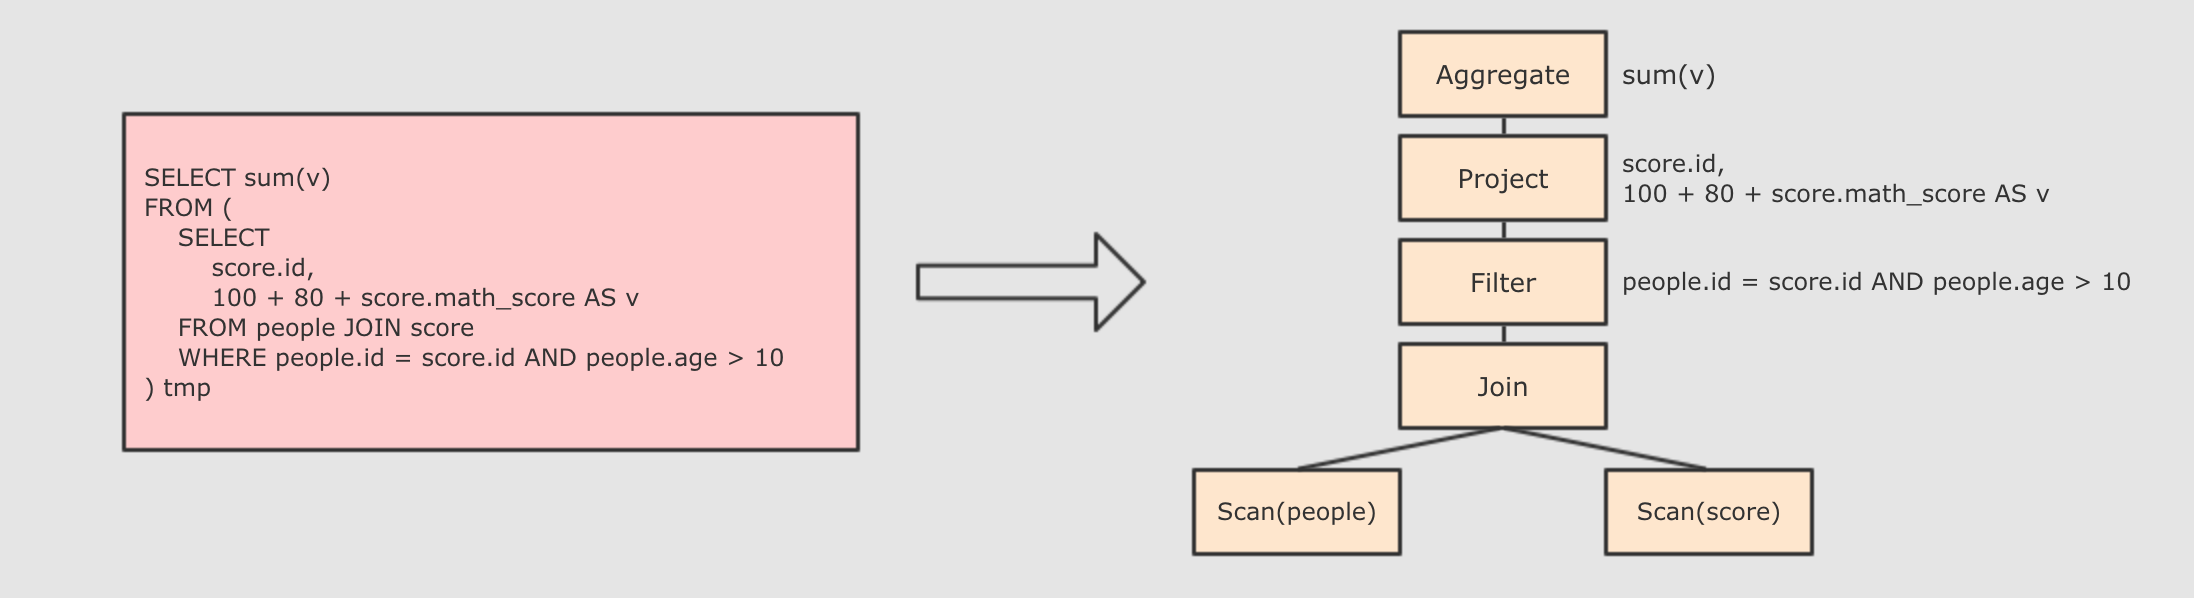 SELECT sum(v)
FROM (
SELECT
score.id,
100 + 80 + score.math_score AS v
FROM people JOIN score
WHERE people.id = score.id AND people.age > 10
) tmp
Aggregate
sum(v)
Project
score.id,
100 + 80 + score.math_score AS v
Filter
people.id = score.id AND people.age > 10
Join
Scan(people)
Scan(score)